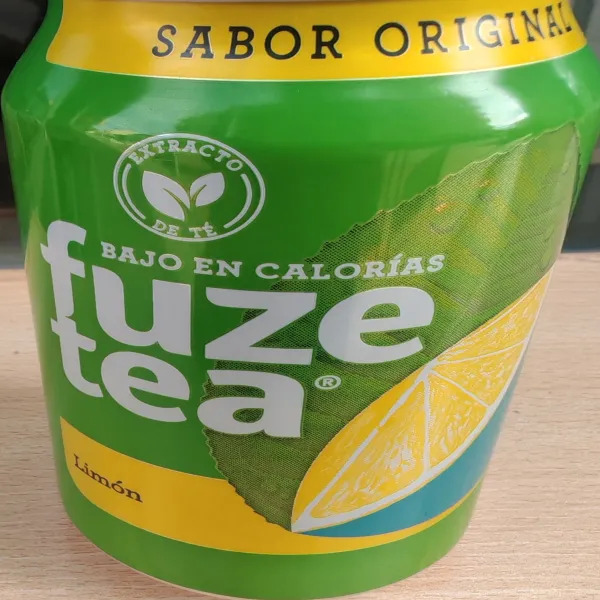 SABOR ORIGINAL
EXTRACTO
DE TÉ
BAJO EN CALORÍAS
fuze
tea®
Limón